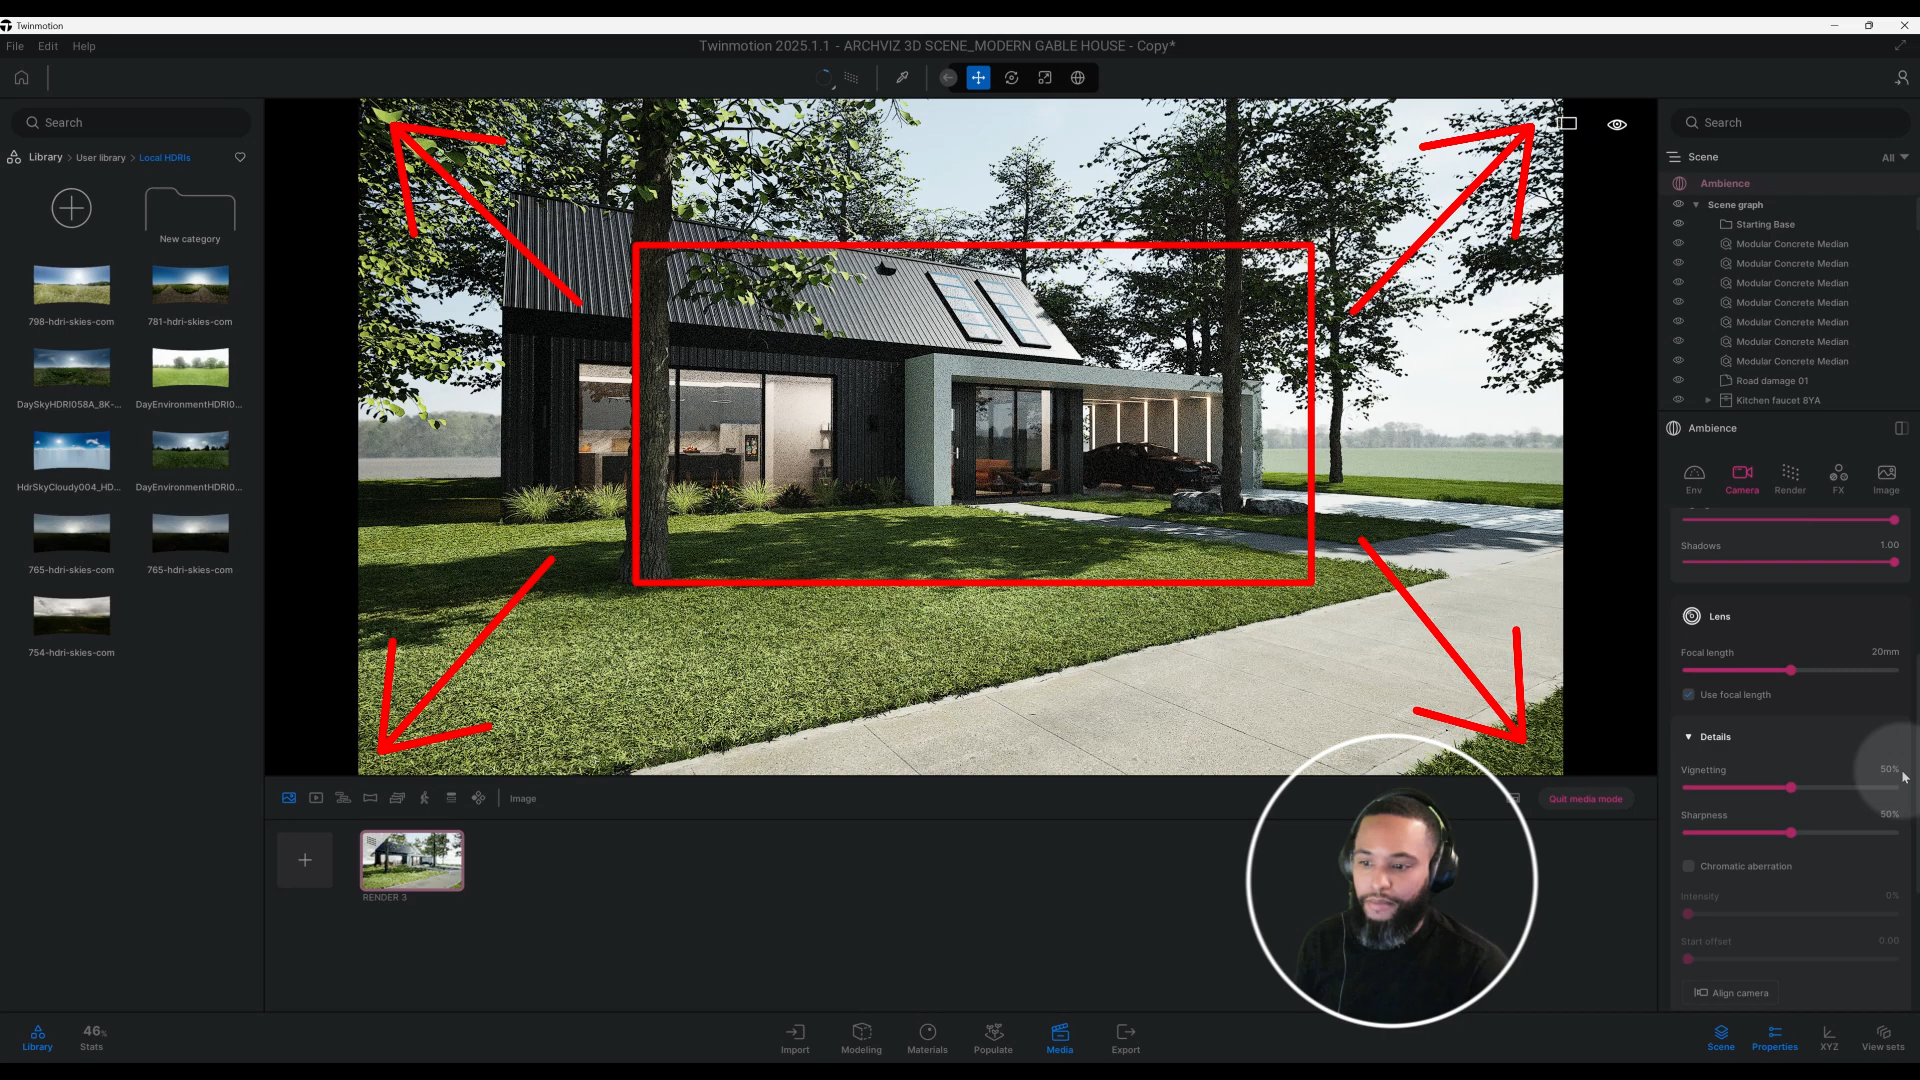 Twinmotion
File Edit Help
Twinmotion 2025.1.1 - ARCHVIZ 3D SCENE_MODERN GABLE HOUSE - Copy*
Search
Library > User library > Local HDRIs
New category
798-hdri-skies-com
781-hdri-skies-com
DaySkyHDRI058A_8K-...
DayEnvironmentHDRI0...
HdrSkyCloudy004_HD...
DayEnvironmentHDRI0...
765-hdri-skies-com
765-hdri-skies-com
754-hdri-skies-com
Search
Scene
All
Ambience
Scene graph
Starting Base
Modular Concrete Median
Modular Concrete Median
Modular Concrete Median
Modular Concrete Median
Modular Concrete Median
Modular Concrete Median
Modular Concrete Median
Road damage 01
Kitchen faucet 8YA
Ambience
Env Camera Render FX Image
Shadows 1.00
Lens
Focal length 20mm
Use focal length
Details
Vignetting 50%
Sharpness 50%
Chromatic aberration
Intensity 0%
Start offset 0.00
Align camera
Image
Quit media mode
RENDER 3
Library
46%
Stats
Import Modeling Materials Populate Media Export
Scene Properties XYZ View sets